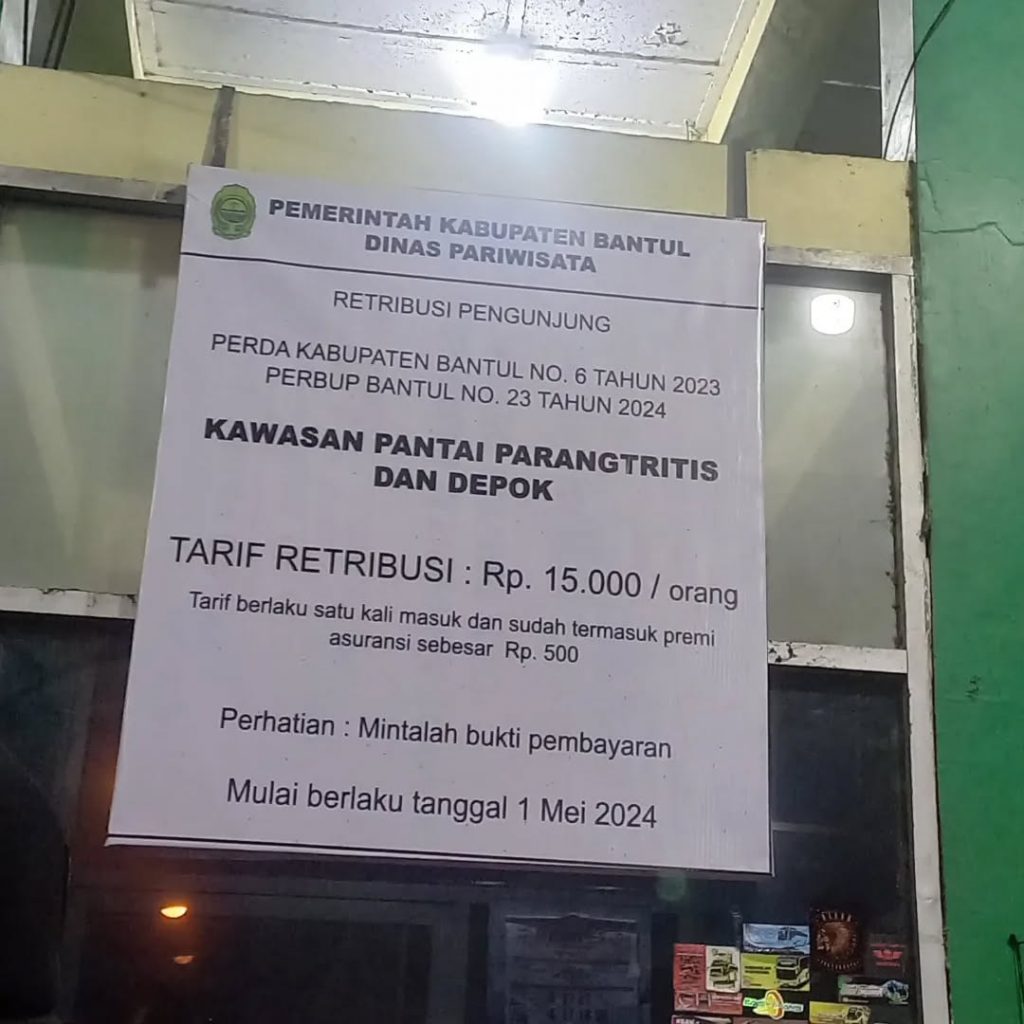 PEMERINTAH KABUPATEN BANTUL
DINAS PARIWISATA
RETRIBUSI PENGUNJUNG
PERDA KABUPATEN BANTUL NO. 6 TAHUN 2023
PERBUP BANTUL NO. 23 TAHUN 2024
KAWASAN PANTAI PARANGTRITIS
DAN DEPOK
TARIF RETRIBUSI : Rp. 15.000 / orang
Tarif berlaku satu kali masuk dan sudah termasuk premi
asuransi sebesar Rp. 500
Perhatian : Mintalah bukti pembayaran
Mulai berlaku tanggal 1 Mei 2024